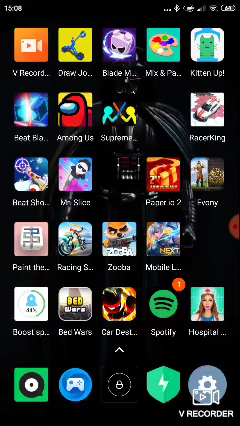 15:08
V Record...
Draw Jo...
Blade M...
Mix & Pa...
Kitten Up!
Beat Bla...
Among Us
Supreme...
RacerKing
Beat Sho...
Mr Slice
Paper.io 2
Evony
Paint the...
Racing S...
Zooba
Mobile L...
1
44%
Boost sp...
Bed Wars
Car Dest...
Spotify
Hospital ...
V RECORDER